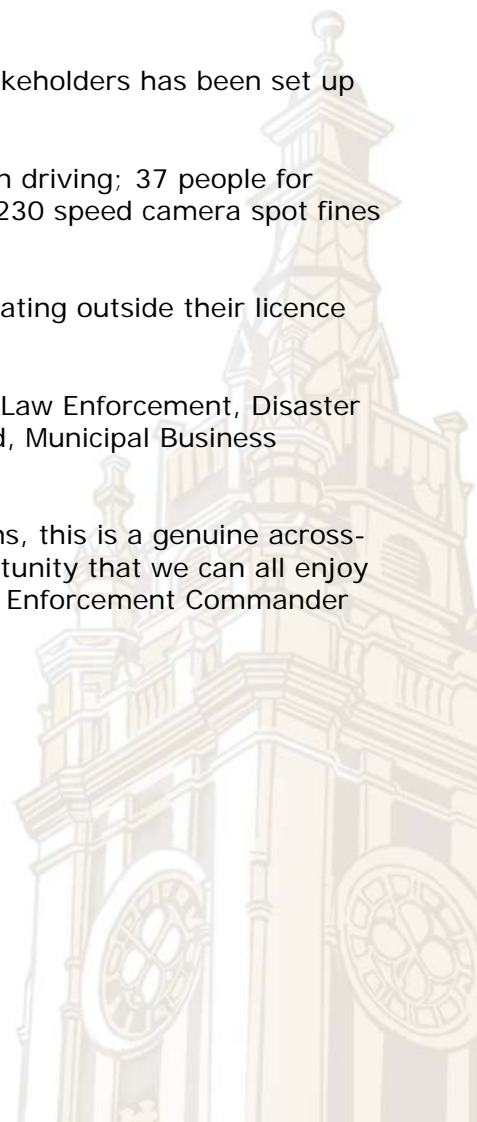 keholders has been set up
n driving; 37 people for
230 speed camera spot fines
ating outside their licence
Law Enforcement, Disaster
d, Municipal Business
ns, this is a genuine across-
tunity that we can all enjoy
Enforcement Commander